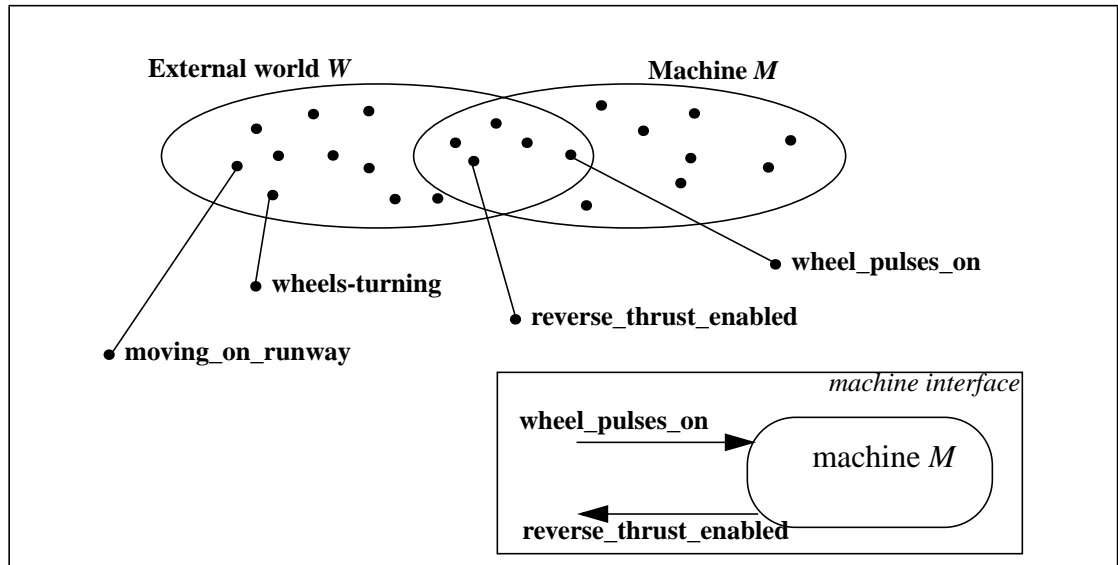 External world W
Machine M
wheel_pulses_on
wheels-turning
reverse_thrust_enabled
moving_on_runway
machine interface
wheel_pulses_on
machine M
reverse_thrust_enabled